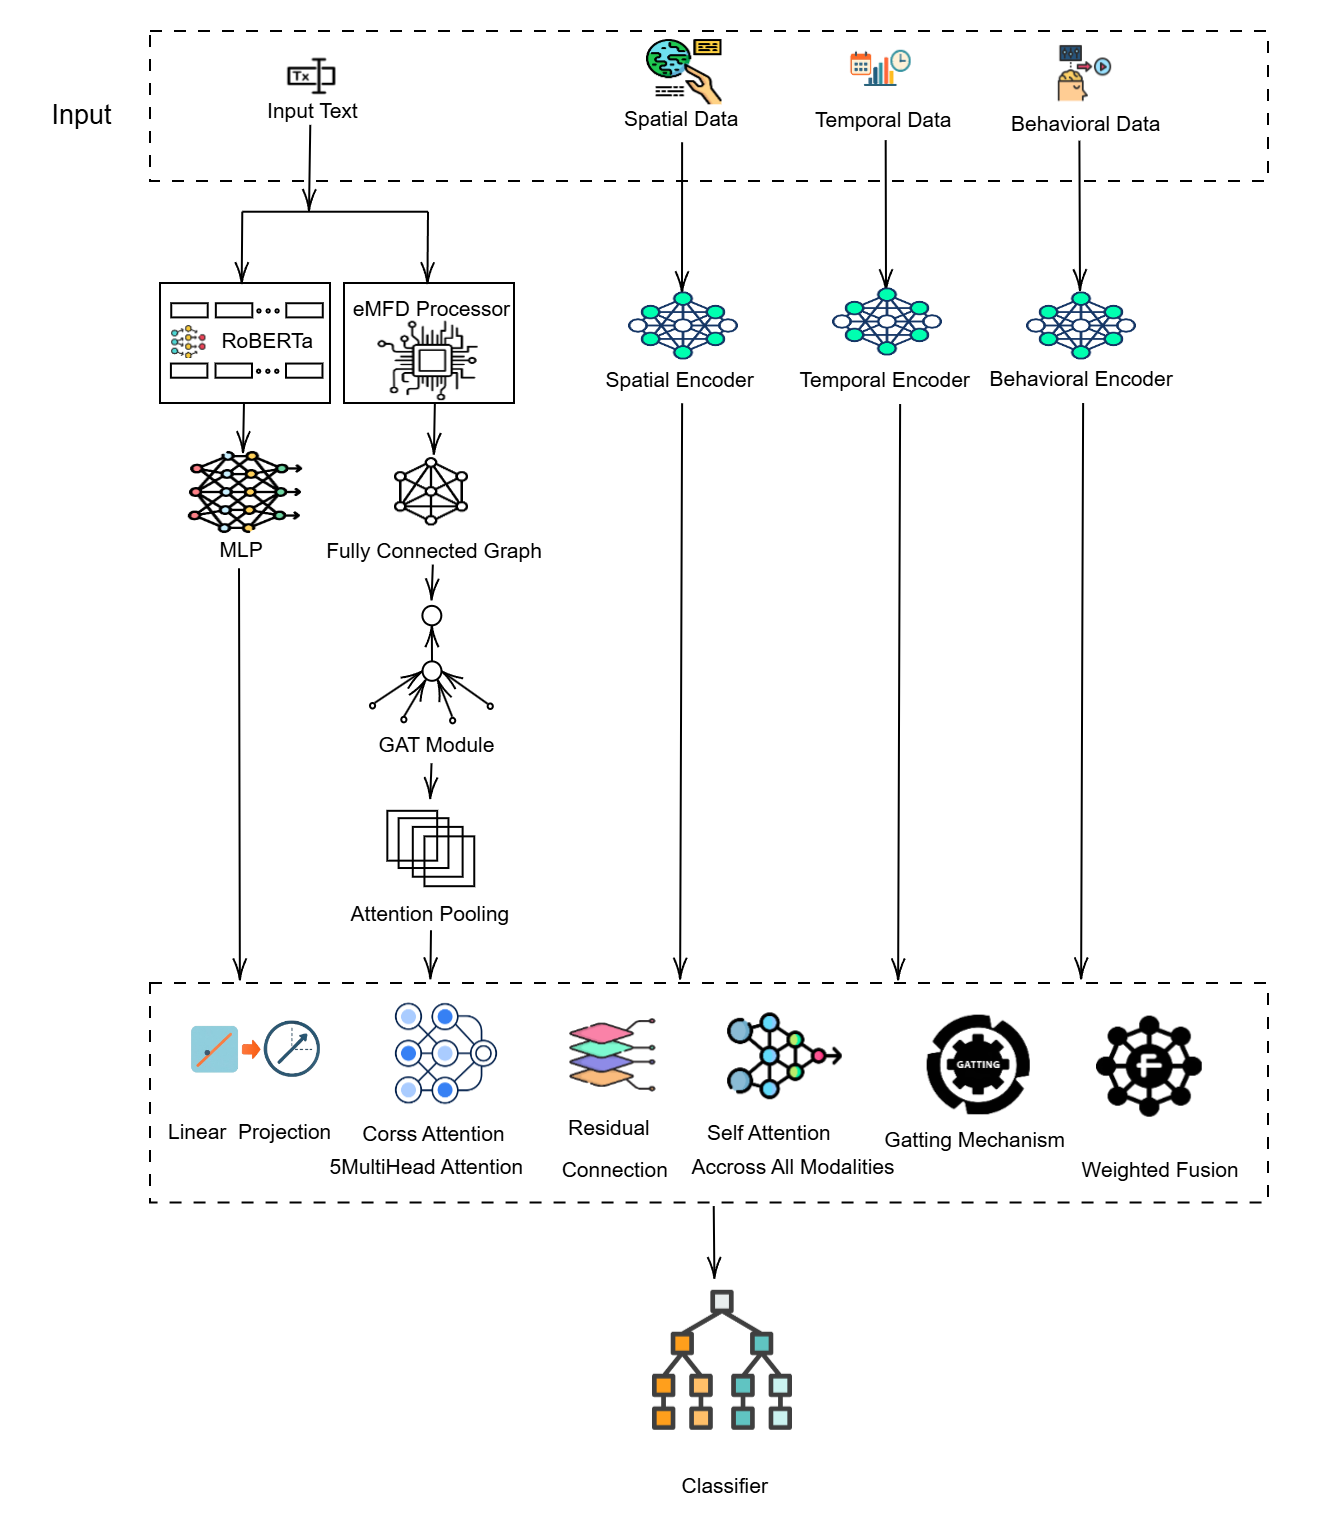 Input
Tx
Input Text
Spatial Data
Temporal Data
Behavioral Data
RoBERTa
eMFD Processor
Spatial Encoder
Temporal Encoder
Behavioral Encoder
MLP
Fully Connected Graph
GAT Module
Attention Pooling
GATTING
F
Linear Projection
Corss Attention
5MultiHead Attention
Residual
Connection
Self Attention
Accross All Modalities
Gatting Mechanism
Weighted Fusion
Classifier